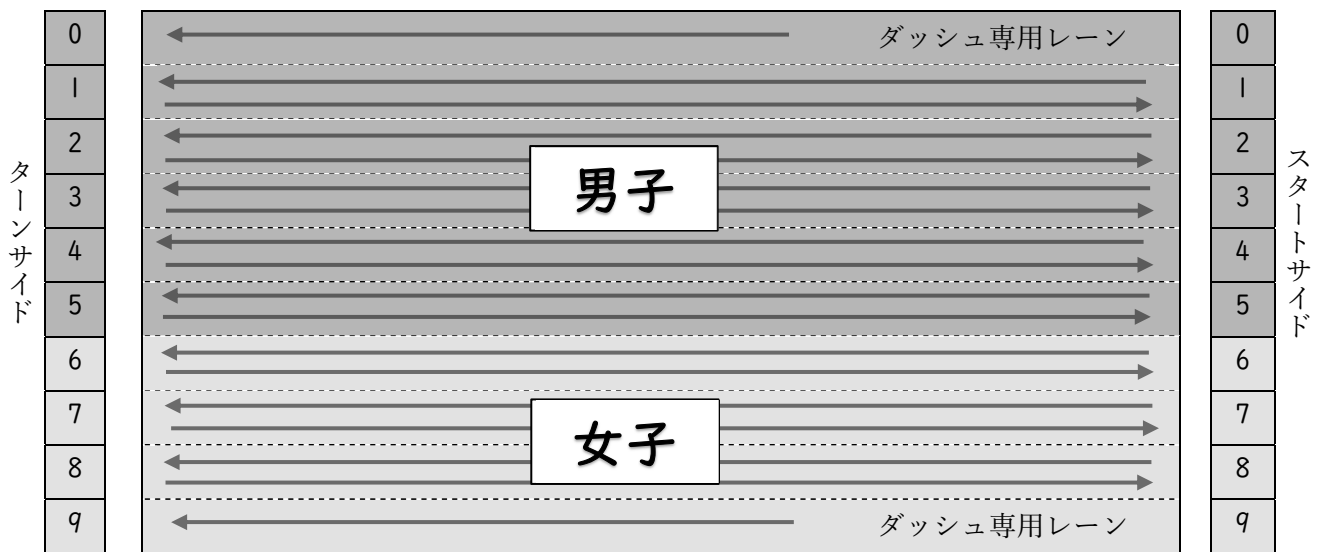 0 ダッシュ専用レーン 0
1 1
2 2
男子
3 3
4 4
5 5
6 6
7 7
女子
8 8
9 ダッシュ専用レーン 9
ターンサイド
スタートサイド